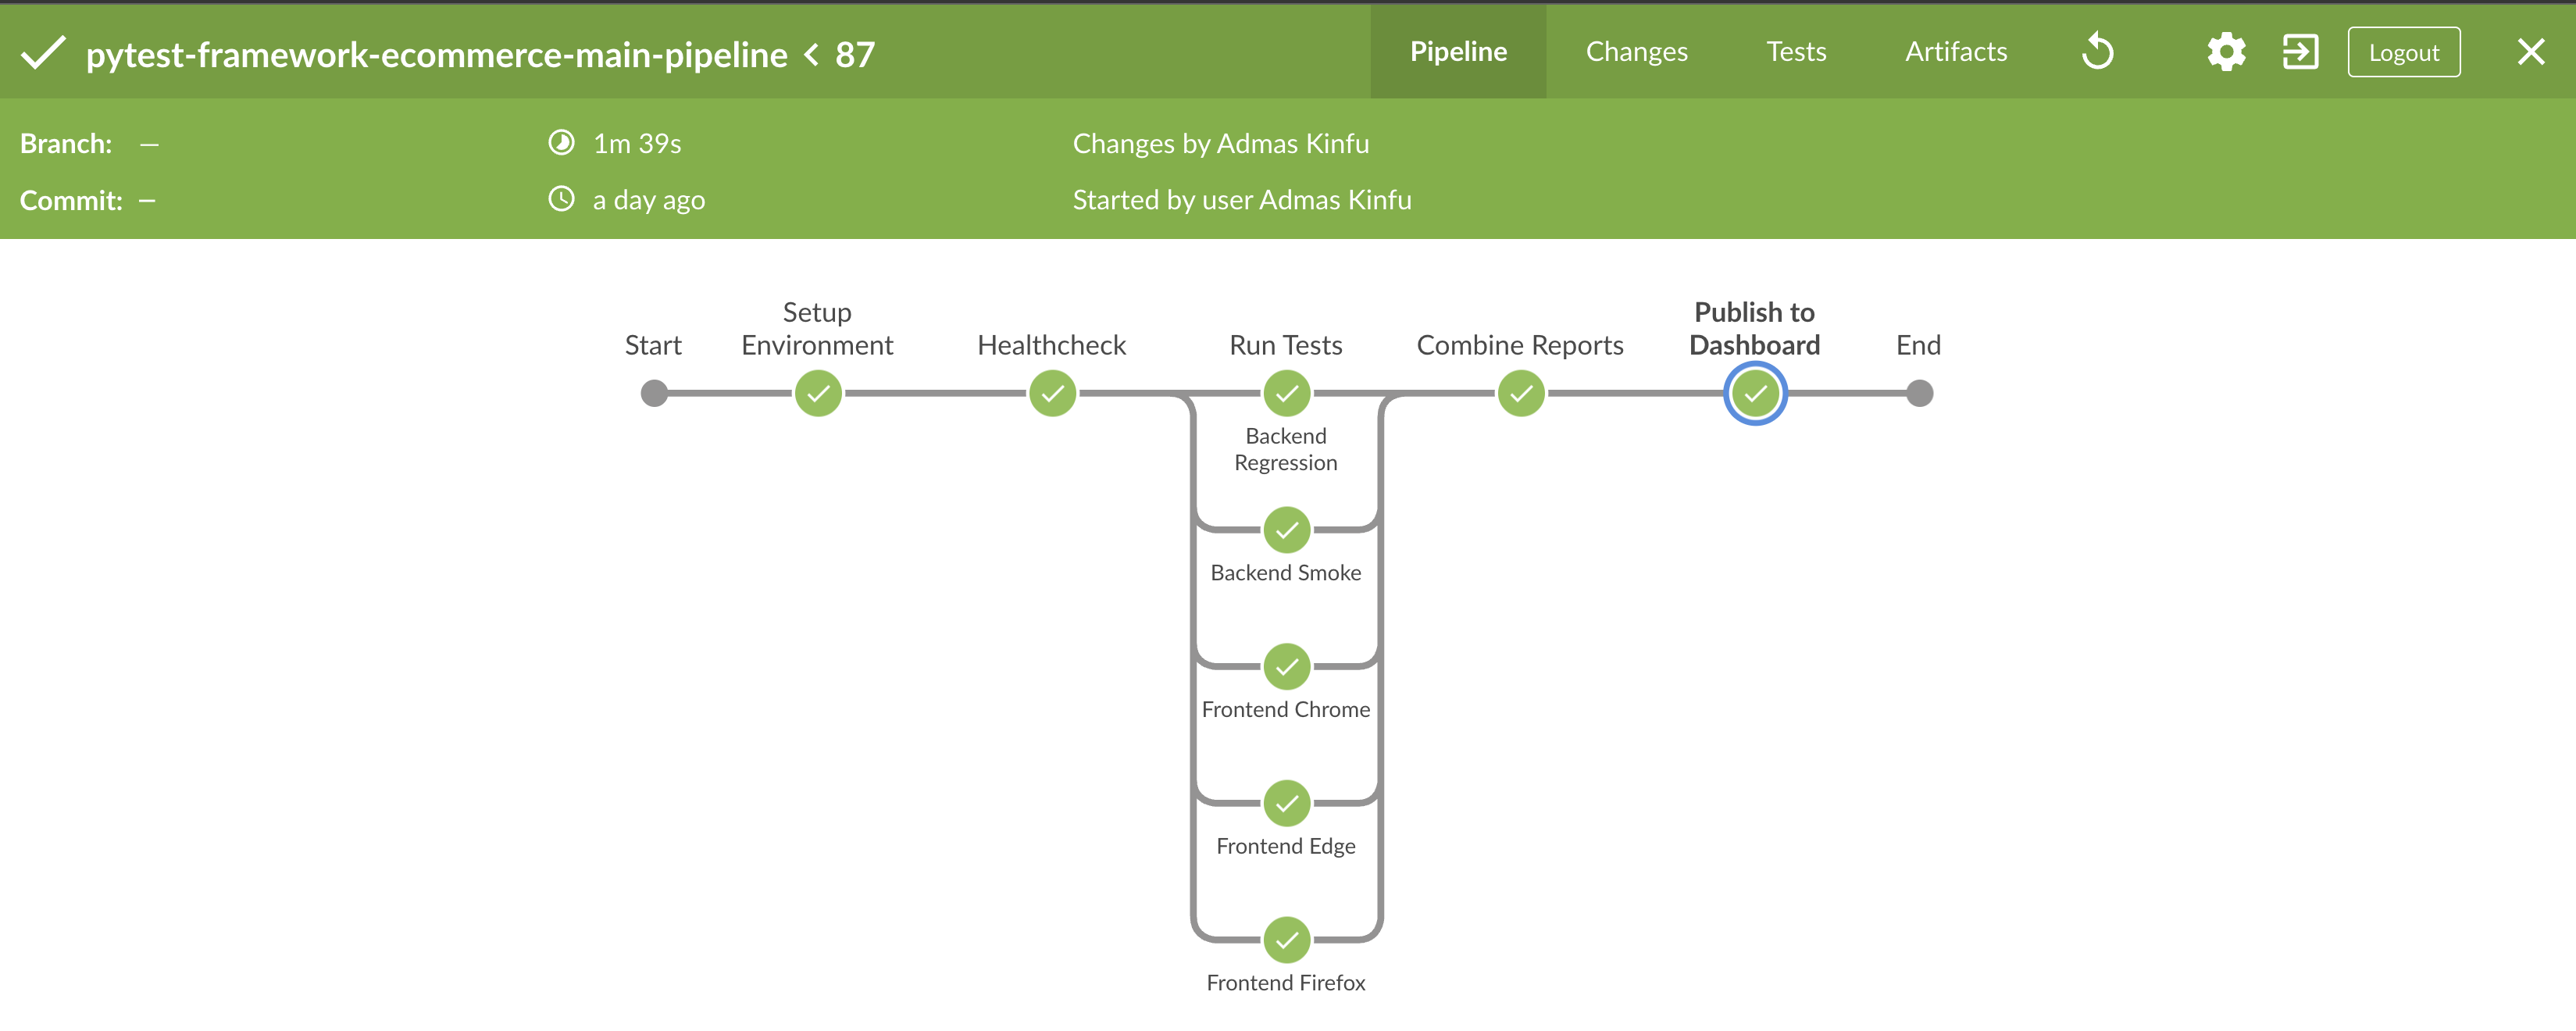 pytest-framework-ecommerce-main-pipeline < 87
Pipeline
Changes
Tests
Artifacts
Logout
Branch: —
1m 39s
Changes by Admas Kinfu
Commit: —
a day ago
Started by user Admas Kinfu
Start
Setup
Environment
Healthcheck
Run Tests
Combine Reports
Publish to
Dashboard
End
Backend
Regression
Backend Smoke
Frontend Chrome
Frontend Edge
Frontend Firefox